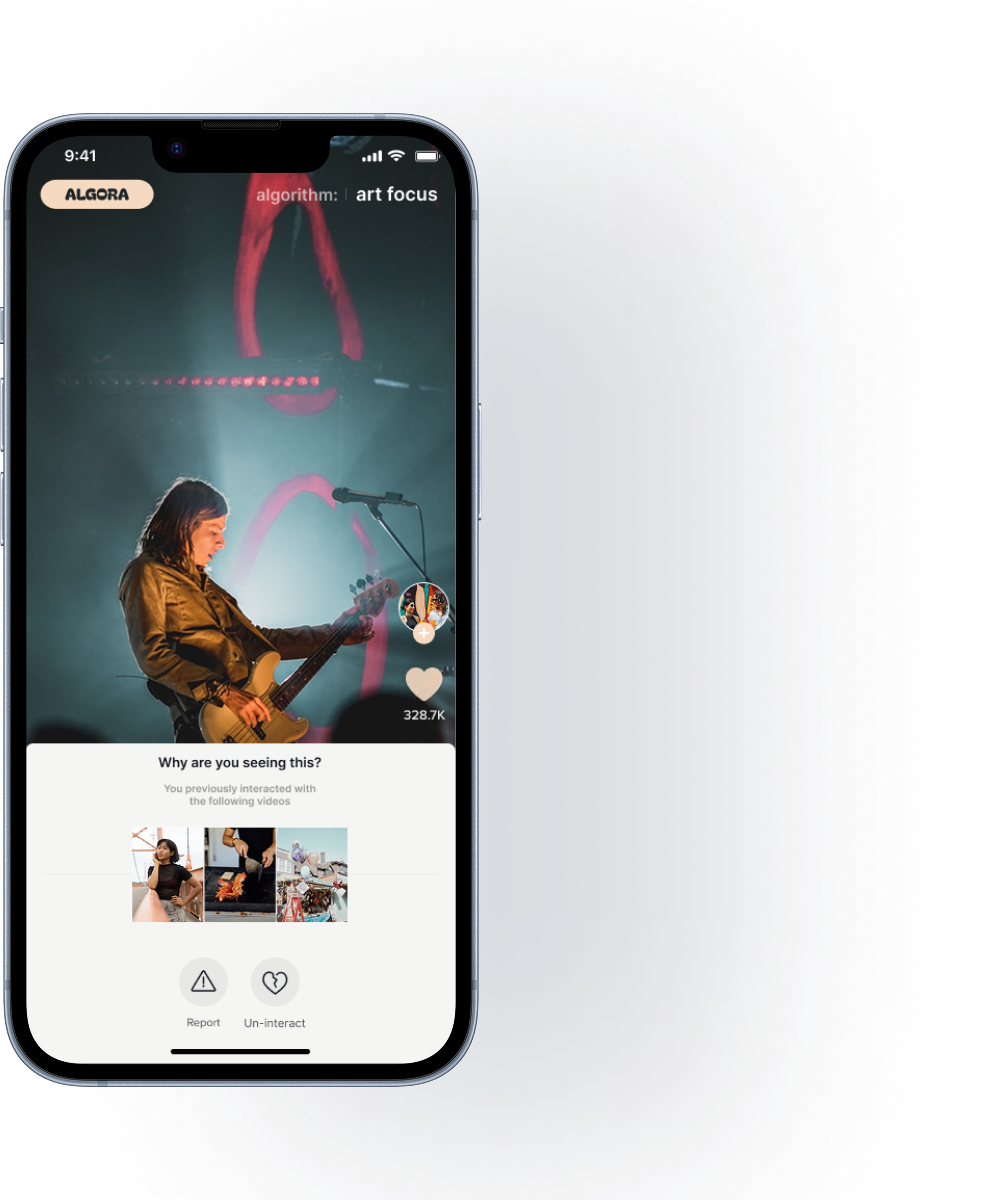 9:41
ALGORA
algorithm: art focus
328.7K
Why are you seeing this?
You previously interacted with
the following videos
Report
Un-interact